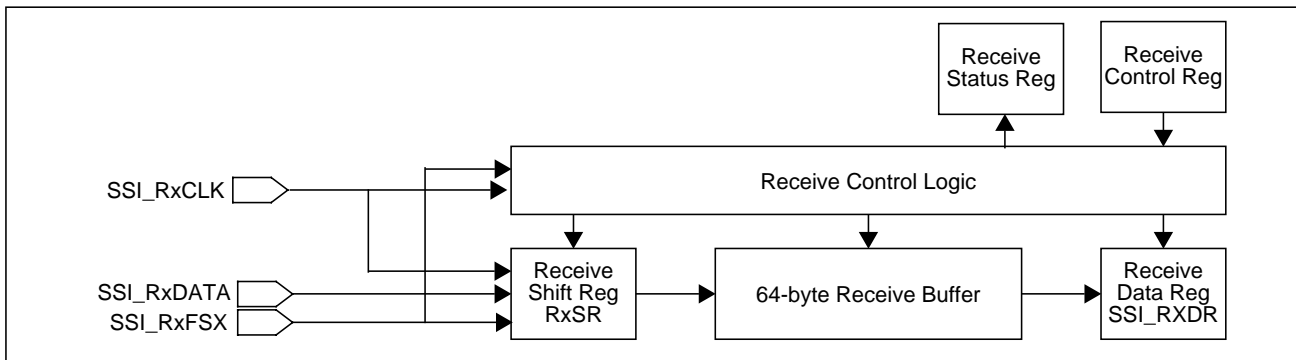 Receive
Status Reg
Receive
Control Reg
SSI_RxCLK
Receive Control Logic
SSI_RxDATA
SSI_RxFSX
Receive
Shift Reg
RxSR
64-byte Receive Buffer
Receive
Data Reg
SSI_RXDR